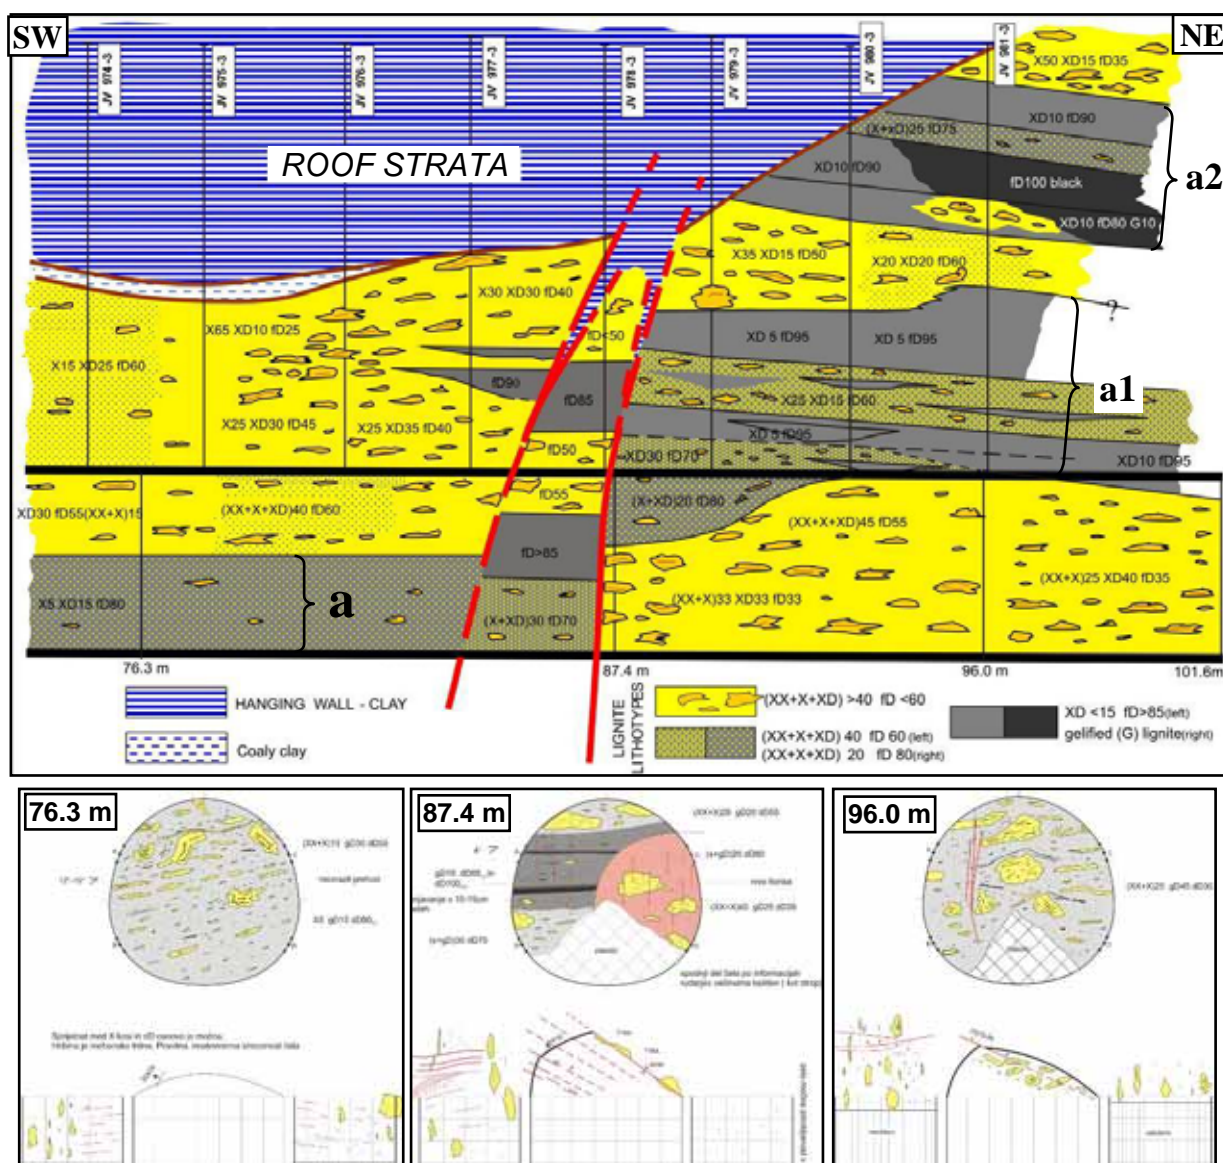 SW
NE
JV 974-3
JV 975-3
JV 976-3
JV 977-3
JV 978-3
JV 979-3
JV 980-3
JV 981-3
ROOF STRATA
X50 XD15 fD35
XD10 fD90
(X+xD)25 fD75
XD10 fD90
fD100 black
XD10 fD80 G10
a2
X35 XD15 fD50
X20 XD20 fD60
X30 XD30 fD40
X65 XD10 fD25
X15 XD25 fD60
fD<50
?
XD 5 fD95
XD 5 fD95
fD90
fD85
X25 XD15 fD60
a1
X25 XD30 fD45
X25 XD35 fD40
XD 5 fD95
fD50
XD30 fD70
XD10 fD95
XD30 fD55(XX+X)15
(XX+X+XD)40 fD60
fD55
(X+XD)20 fD80
(XX+X+XD)45 fD55
fD>85
a
X5 XD15 fD80
(X+XD)30 fD70
(XX+X)33 XD33 fD33
(XX+X)25 XD40 fD35
76.3 m
87.4 m
96.0 m
101.6m
HANGING WALL - CLAY
Coaly clay
LIGNITE
LITHOTYPES
(XX+X+XD) >40 fD <60
(XX+X+XD) 40 fD 60 (left)
(XX+X+XD) 20 fD 80(right)
XD <15 fD>85(left)
gelified (G) lignite(right)
76.3 m
87.4 m
96.0 m